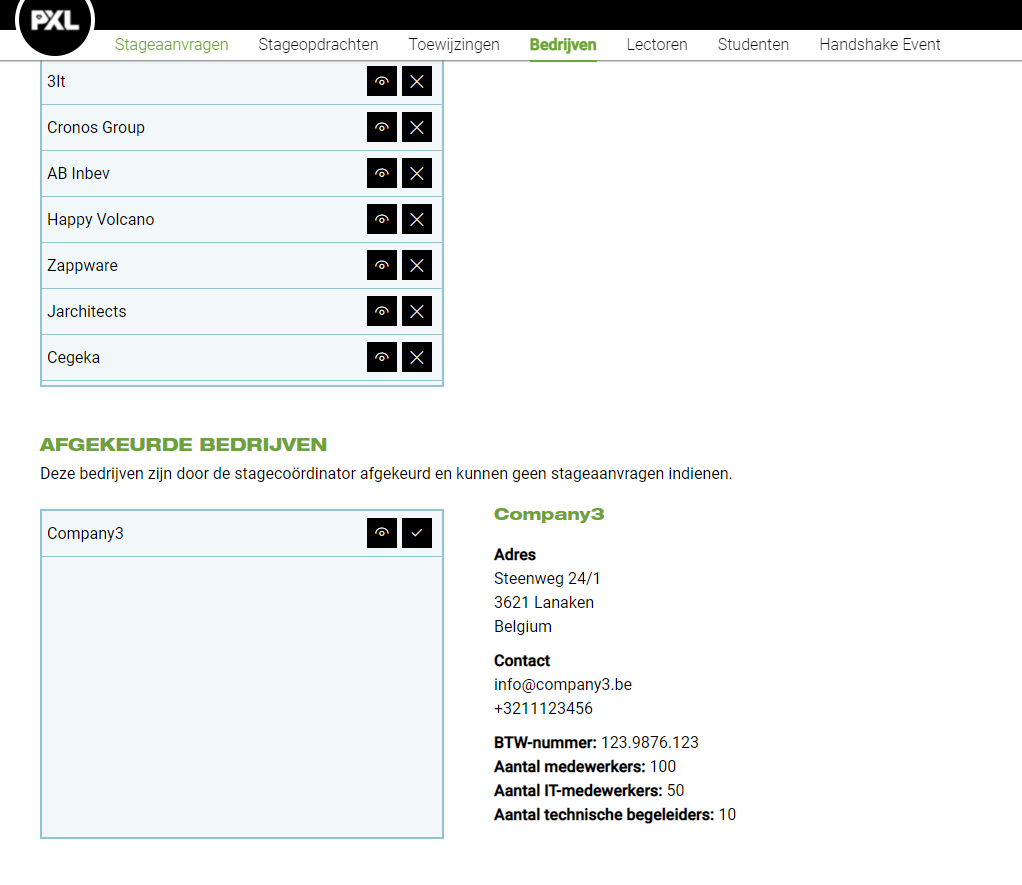 PXL
Stageaanvragen Stageopdrachten Toewijzingen Bedrijven Lectoren Studenten Handshake Event
3It
Cronos Group
AB Inbev
Happy Volcano
Zappware
Jarchitects
Cegeka
AFGEKEURDE BEDRIJVEN
Deze bedrijven zijn door de stagecoördinator afgekeurd en kunnen geen stageaanvragen indienen.
Company3
Company3
Adres
Steenweg 24/1
3621 Lanaken
Belgium
Contact
info@company3.be
+3211123456
BTW-nummer: 123.9876.123
Aantal medewerkers: 100
Aantal IT-medewerkers: 50
Aantal technische begeleiders: 10